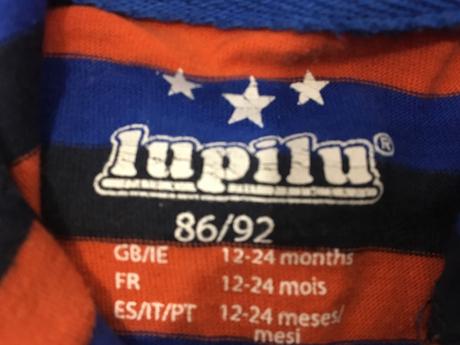 lupilu®
86/92
GB/IE 12-24 months
FR 12-24 mois
ES/IT/PT 12-24 meses/
mesi